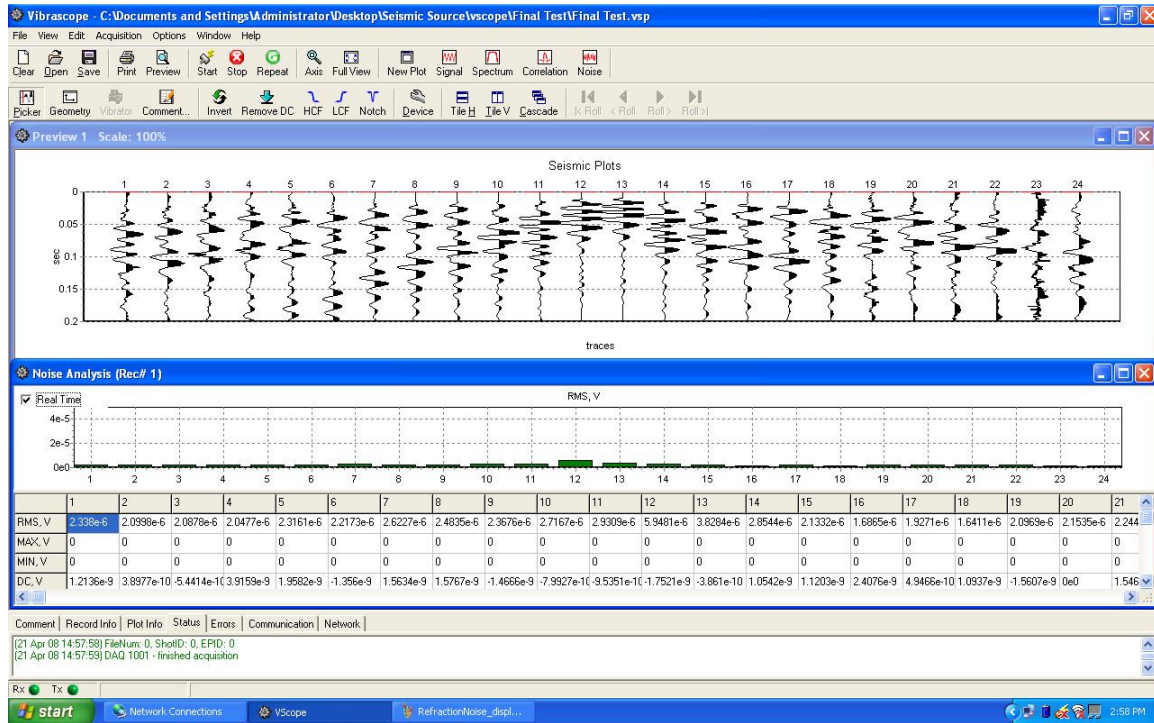 Vibrascope - C:\Documents and Settings\Administrator\Desktop\Seismic Source\vscope\Final Test\Final Test.vsp
File View Edit Acquisition Options Window Help
Clear Open Save Print Preview Start Stop Repeat Axis Full View New Plot Signal Spectrum Correlation Noise
Picker Geometry Vibrator Comment... Invert Remove DC HCF LCF Notch Device Tile H Tile V Cascade |< Roll < Roll Roll > Roll >|
Preview 1 Scale: 100%
Seismic Plots
1 2 3 4 5 6 7 8 9 10 11 12 13 14 15 16 17 18 19 20 21 22 23 24
0
0.05
sec
0.1
0.15
0.2
traces
Noise Analysis (Rec# 1)
Real Time
RMS, V
4e-5
2e-5
0e0
1 2 3 4 5 6 7 8 9 10 11 12 13 14 15 16 17 18 19 20 21 22 23 24
1 2 3 4 5 6 7 8 9 10 11 12 13 14 15 16 17 18 19 20 21
RMS, V 2.338e-6 2.0998e-6 2.0878e-6 2.0477e-6 2.3161e-6 2.2173e-6 2.6227e-6 2.4835e-6 2.3676e-6 2.7167e-6 2.9309e-6 5.9481e-6 3.8284e-6 2.8544e-6 2.1332e-6 1.6865e-6 1.9271e-6 1.6411e-6 2.0969e-6 2.1535e-6 2.244
MAX, V 0 0 0 0 0 0 0 0 0 0 0 0 0 0 0 0 0 0 0 0 0
MIN, V 0 0 0 0 0 0 0 0 0 0 0 0 0 0 0 0 0 0 0 0 0
DC, V 1.2136e-9 3.8977e-10 -5.4414e-10 3.9159e-9 1.9582e-9 -1.356e-9 1.5634e-9 1.5767e-9 -1.4666e-9 -7.9927e-10 -9.5351e-10 -1.7521e-9 -3.861e-10 1.0542e-9 1.1203e-9 2.4076e-9 4.9466e-10 1.0937e-9 -1.5607e-9 0e0 1.546
Comment Record Info Plot Info Status Errors Communication Network
(21 Apr 08 14:57:58) FileNum: 0, ShotID: 0, EPID: 0
(21 Apr 08 14:57:59) DAQ 1001 - finished acquisition
Rx Tx
start Network Connections VScope RefractionNoise_displ... 2:58 PM